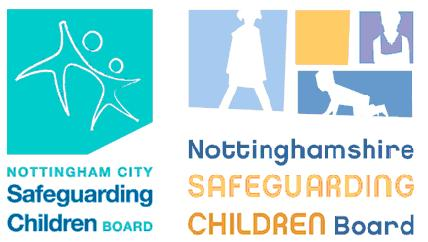 NOTTINGHAM CITY
Safeguarding
Children BOARD
Nottinghamshire
SAFEGUARDING
CHILDREN Board